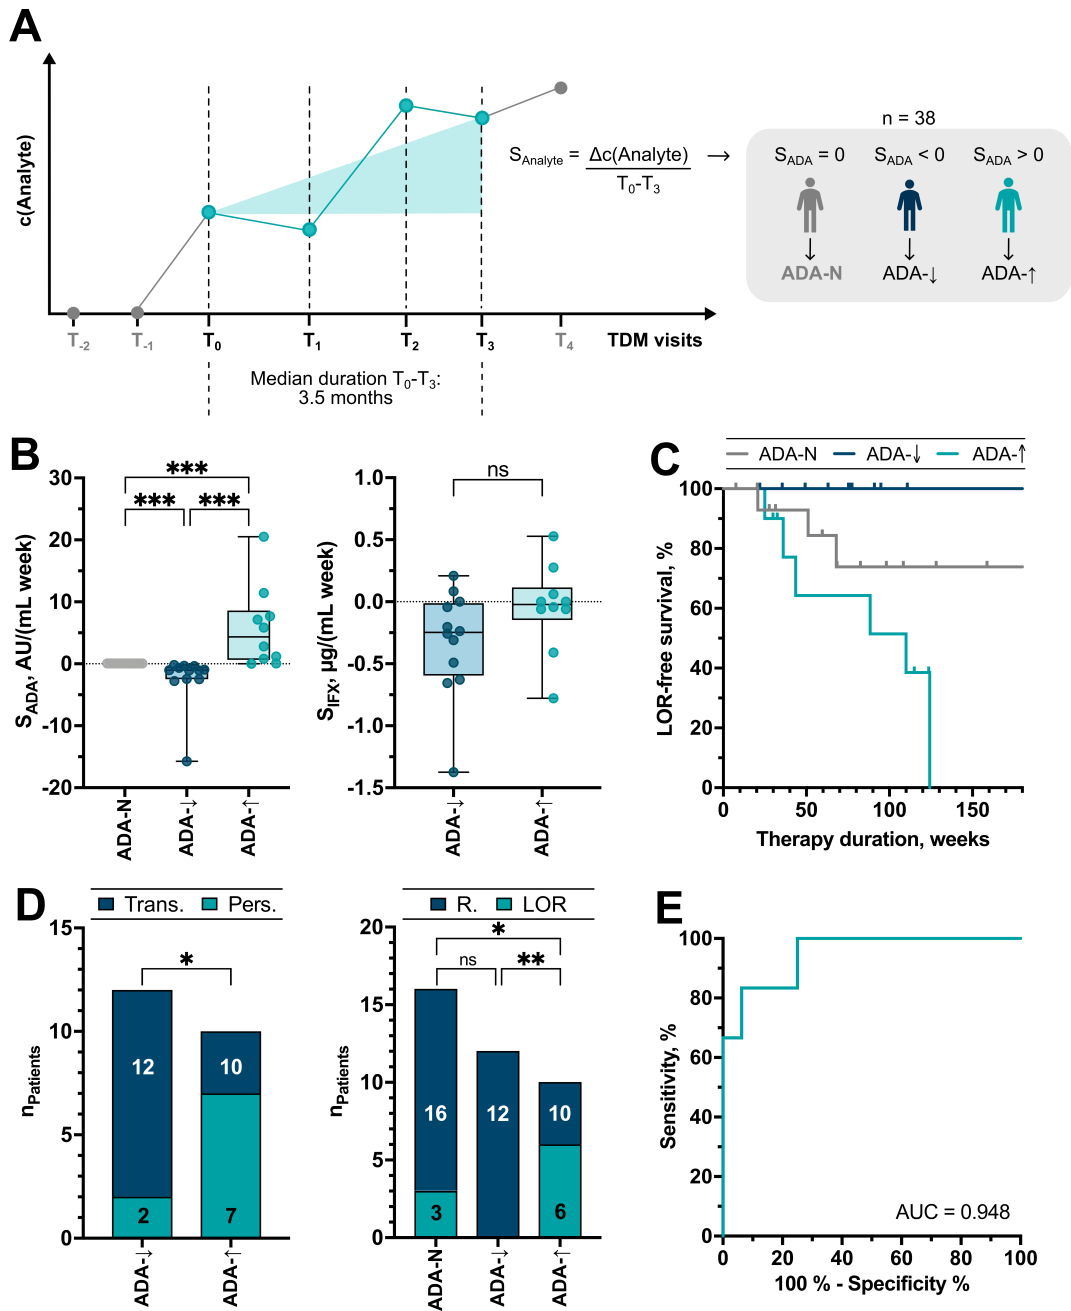 A
c(Analyte)
T-2 T-1 T0 T1 T2 T3 T4 TDM visits
Median duration T0-T3:
3.5 months
SAnalyte = Δc(Analyte)
T0-T3
→
n = 38
SADA = 0 SADA < 0 SADA > 0
↓ ↓ ↓
ADA-N ADA-↓ ADA-↑
B
SADA, AU/(mL week)
30
20
10
0
-10
-20
*** 
*** ***
ADA-N ADA-↓ ADA-↑
SIFX, µg/(mL week)
1.0
0.5
0.0
-0.5
-1.0
-1.5
ns
ADA-↓ ADA-↑
C
ADA-N ADA-↓ ADA-↑
LOR-free survival, %
100
80
60
40
20
0
0 50 100 150
Therapy duration, weeks
D
Trans. Pers.
nPatients
15
10
5
0
*
12 10
2 7
ADA-↓ ADA-↑
R. LOR
nPatients
20
15
10
5
0
*
ns **
16 12 10
3 6
ADA-N ADA-↓ ADA-↑
E
Sensitivity, %
100
80
60
40
20
0
AUC = 0.948
0 20 40 60 80 100
100 % - Specificity %